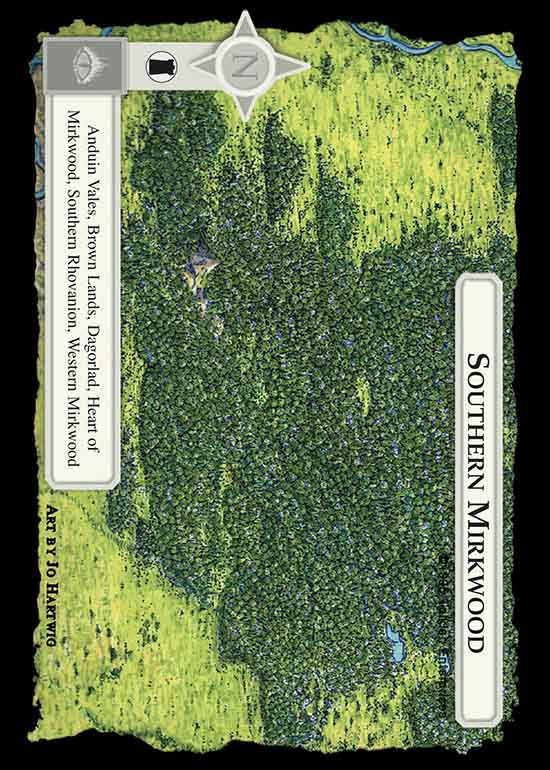 SOUTHERN MIRKWOOD
N
Anduin Vales, Brown Lands, Dagorlad, Heart of
Mirkwood, Southern Rhovanion, Western Mirkwood
ART BY JO HARTWIG